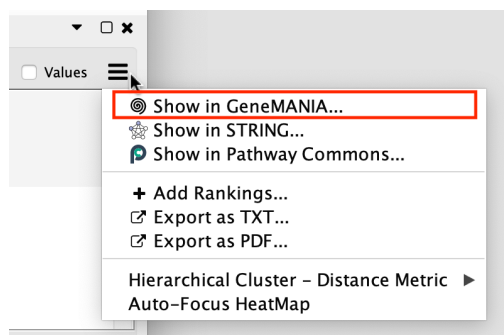 Values
Show in GeneMANIA...
Show in STRING...
Show in Pathway Commons...
Add Rankings...
Export as TXT...
Export as PDF...
Hierarchical Cluster – Distance Metric
Auto-Focus HeatMap